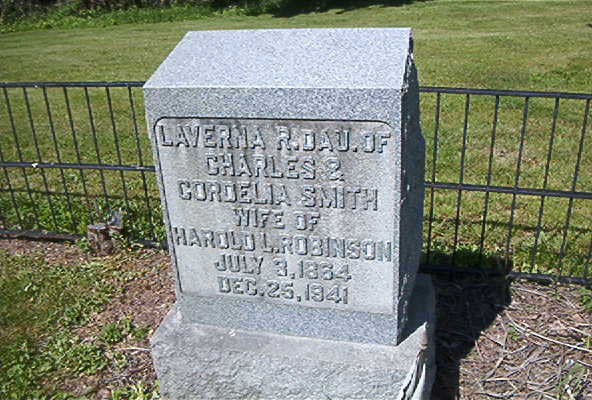 LAVERNA R. DAU. OF
CHARLES &
CORDELIA SMITH
WIFE OF
HAROLD L. ROBINSON
JULY 3, 1864
DEC. 25, 1941